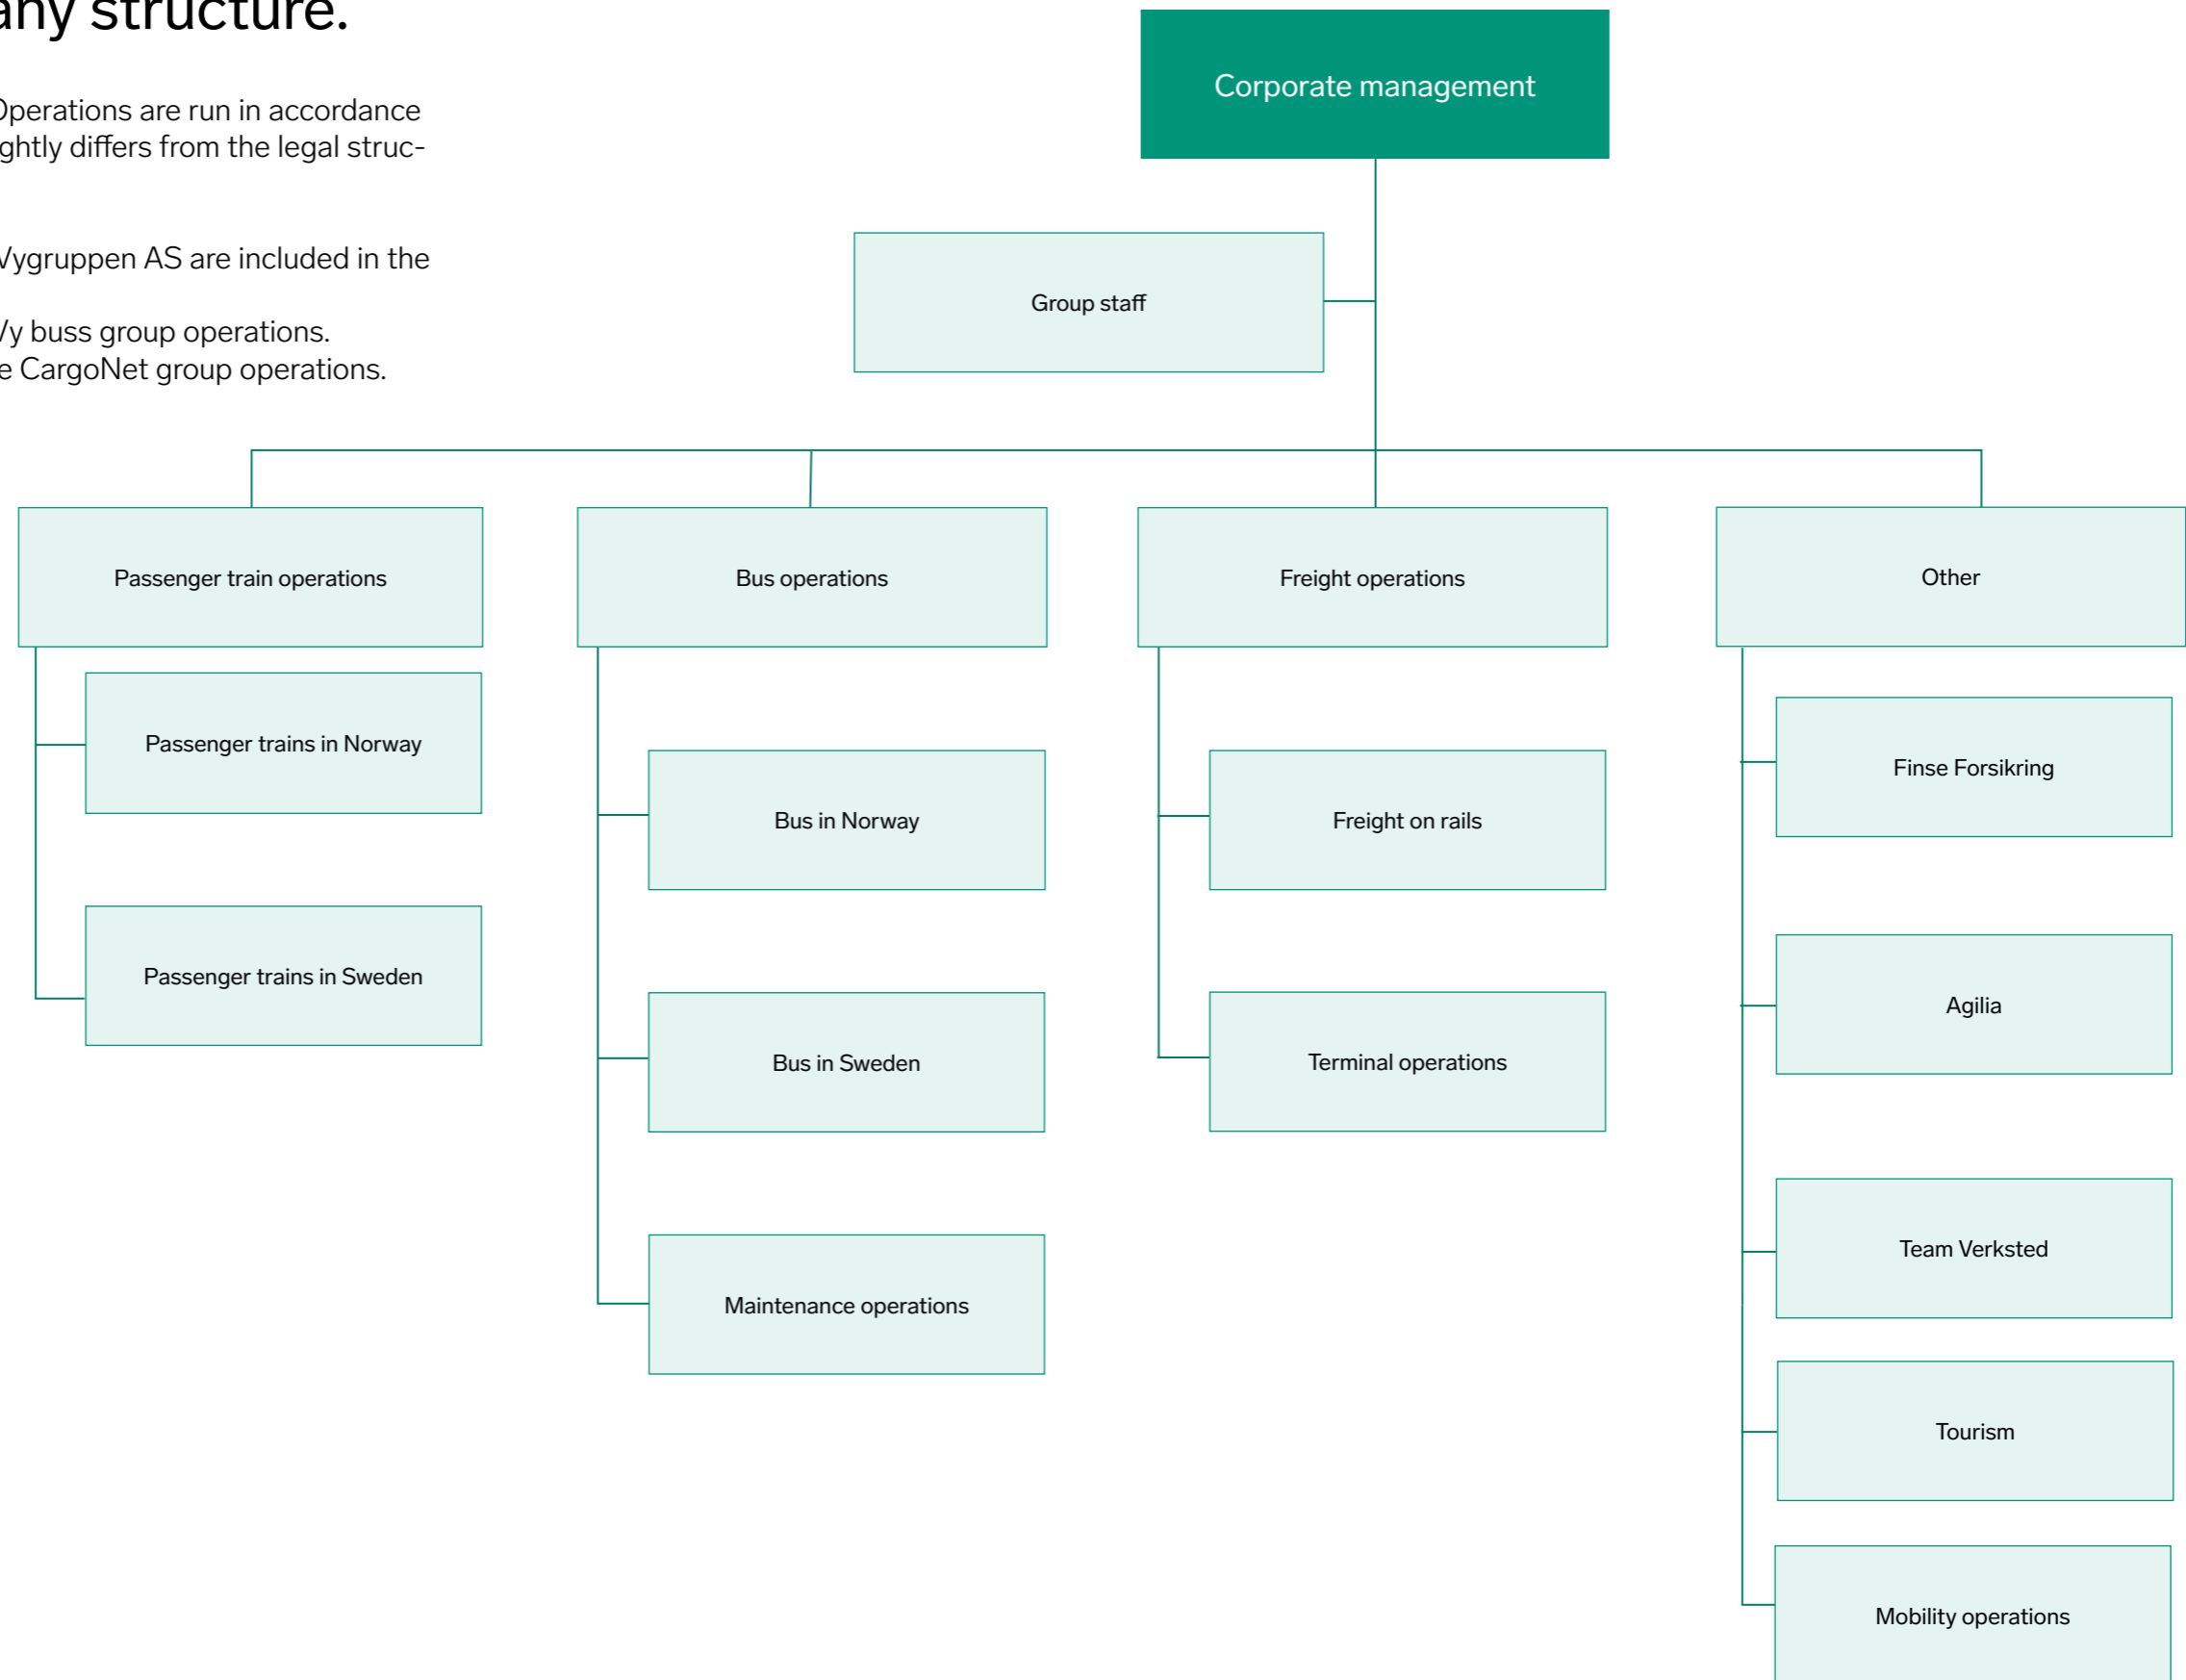 any structure.
Operations are run in accordance
ghtly differs from the legal struc-
Vygruppen AS are included in the
Vy buss group operations.
e CargoNet group operations.
Corporate management
Group staff
Passenger train operations
Bus operations
Freight operations
Other
Passenger trains in Norway
Passenger trains in Sweden
Bus in Norway
Bus in Sweden
Maintenance operations
Freight on rails
Terminal operations
Finse Forsikring
Agilia
Team Verksted
Tourism
Mobility operations